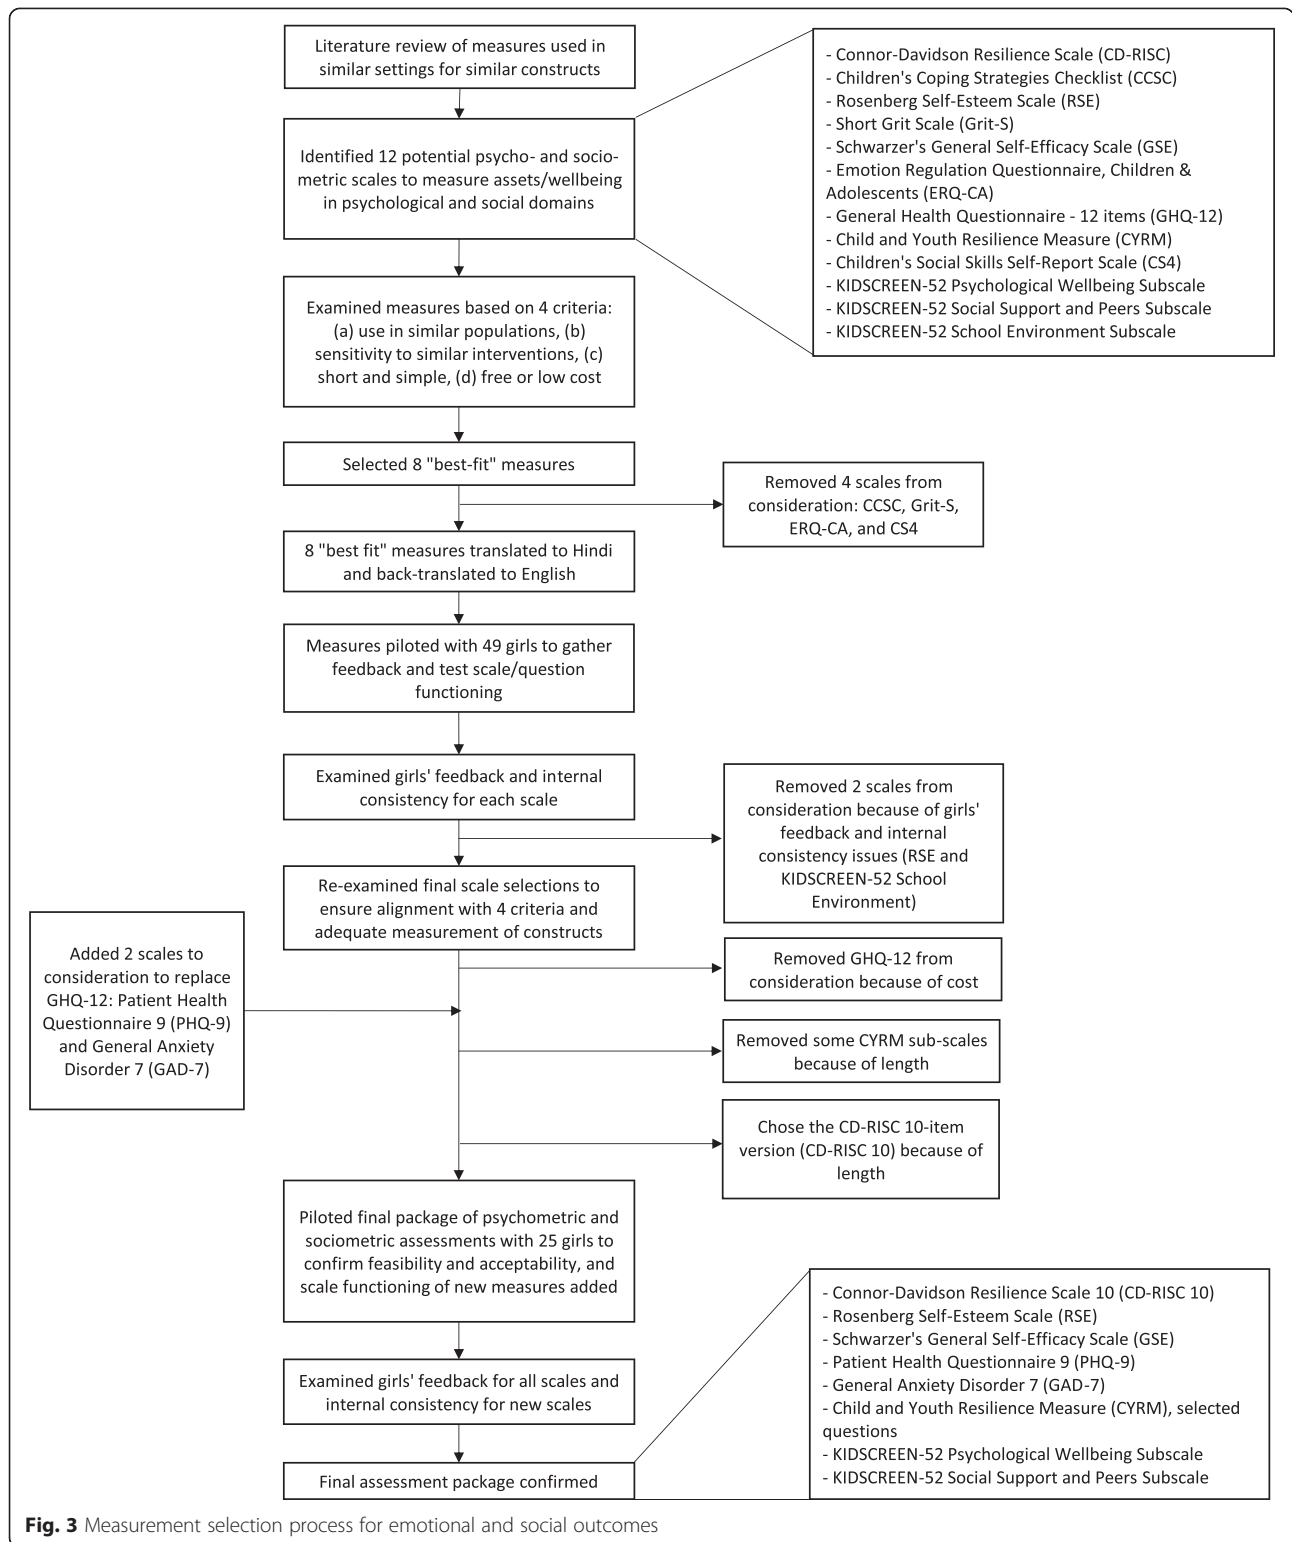 Literature review of measures used in
similar settings for similar constructs
Identified 12 potential psycho- and socio-
metric scales to measure assets/wellbeing
in psychological and social domains
- Connor-Davidson Resilience Scale (CD-RISC)
- Children's Coping Strategies Checklist (CCSC)
- Rosenberg Self-Esteem Scale (RSE)
- Short Grit Scale (Grit-S)
- Schwarzer's General Self-Efficacy Scale (GSE)
- Emotion Regulation Questionnaire, Children &
Adolescents (ERQ-CA)
- General Health Questionnaire - 12 items (GHQ-12)
- Child and Youth Resilience Measure (CYRM)
- Children's Social Skills Self-Report Scale (CS4)
- KIDSCREEN-52 Psychological Wellbeing Subscale
- KIDSCREEN-52 Social Support and Peers Subscale
- KIDSCREEN-52 School Environment Subscale
Examined measures based on 4 criteria:
(a) use in similar populations, (b)
sensitivity to similar interventions, (c)
short and simple, (d) free or low cost
Selected 8 "best-fit" measures
Removed 4 scales from
consideration: CCSC, Grit-S,
ERQ-CA, and CS4
8 "best fit" measures translated to Hindi
and back-translated to English
Measures piloted with 49 girls to gather
feedback and test scale/question
functioning
Examined girls' feedback and internal
consistency for each scale
Removed 2 scales from
consideration because of girls'
feedback and internal
consistency issues (RSE and
KIDSCREEN-52 School
Environment)
Re-examined final scale selections to
ensure alignment with 4 criteria and
adequate measurement of constructs
Added 2 scales to
consideration to replace
GHQ-12: Patient Health
Questionnaire 9 (PHQ-9)
and General Anxiety
Disorder 7 (GAD-7)
Removed GHQ-12 from
consideration because of cost
Removed some CYRM sub-scales
because of length
Chose the CD-RISC 10-item
version (CD-RISC 10) because of
length
Piloted final package of psychometric and
sociometric assessments with 25 girls to
confirm feasibility and acceptability, and
scale functioning of new measures added
Examined girls' feedback for all scales and
internal consistency for new scales
Final assessment package confirmed
- Connor-Davidson Resilience Scale 10 (CD-RISC 10)
- Rosenberg Self-Esteem Scale (RSE)
- Schwarzer's General Self-Efficacy Scale (GSE)
- Patient Health Questionnaire 9 (PHQ-9)
- General Anxiety Disorder 7 (GAD-7)
- Child and Youth Resilience Measure (CYRM), selected
questions
- KIDSCREEN-52 Psychological Wellbeing Subscale
- KIDSCREEN-52 Social Support and Peers Subscale
Fig. 3 Measurement selection process for emotional and social outcomes